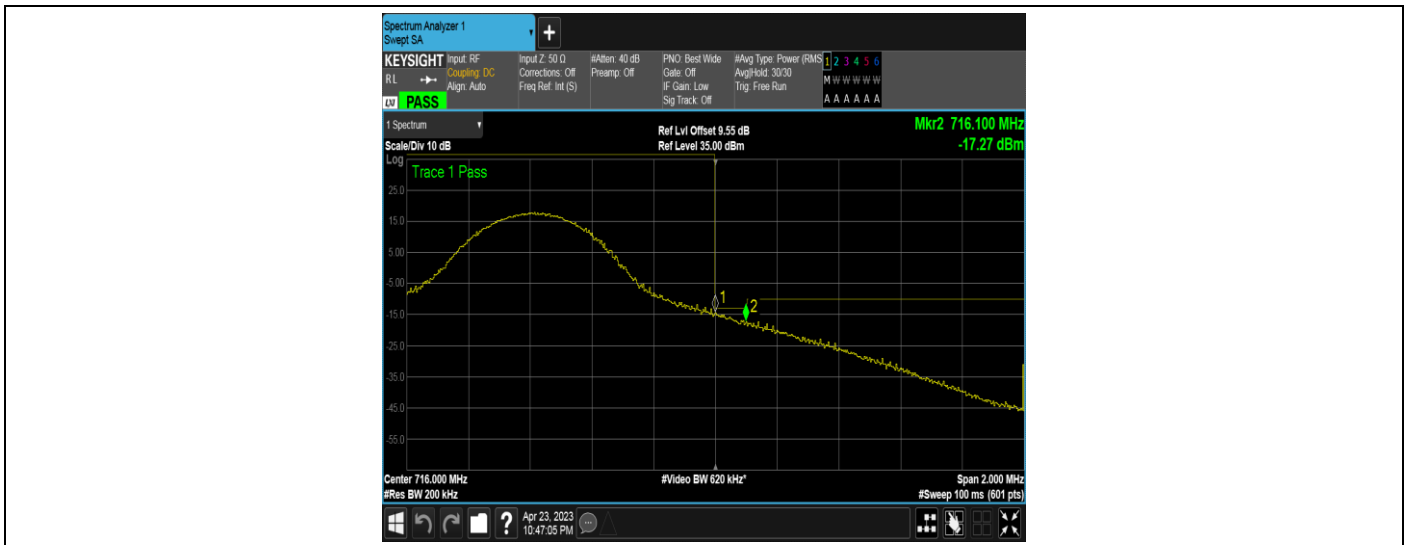 Spectrum Analyzer 1
Swept SA
+
KEYSIGHT
RL
LXI PASS
Input: RF
Coupling: DC
Align: Auto
Input Z: 50 Ω
Corrections: Off
Freq Ref: Int (S)
#Atten: 40 dB
Preamp: Off
PNO: Best Wide
Gate: Off
IF Gain: Low
Sig Track: Off
#Avg Type: Power (RMS
Avg|Hold: 30/30
Trig: Free Run
1 2 3 4 5 6
M W W W W W
A A A A A A
1 Spectrum
Scale/Div 10 dB
Ref Lvl Offset 9.55 dB
Ref Level 35.00 dBm
Mkr2 716.100 MHz
-17.27 dBm
Log
Trace 1 Pass
25.0
15.0
5.00
-5.00
1
2
-15.0
-25.0
-35.0
-45.0
-55.0
Center 716.000 MHz
#Res BW 200 kHz
#Video BW 620 kHz*
Span 2.000 MHz
#Sweep 100 ms (601 pts)
?
Apr 23, 2023
10:47:05 PM